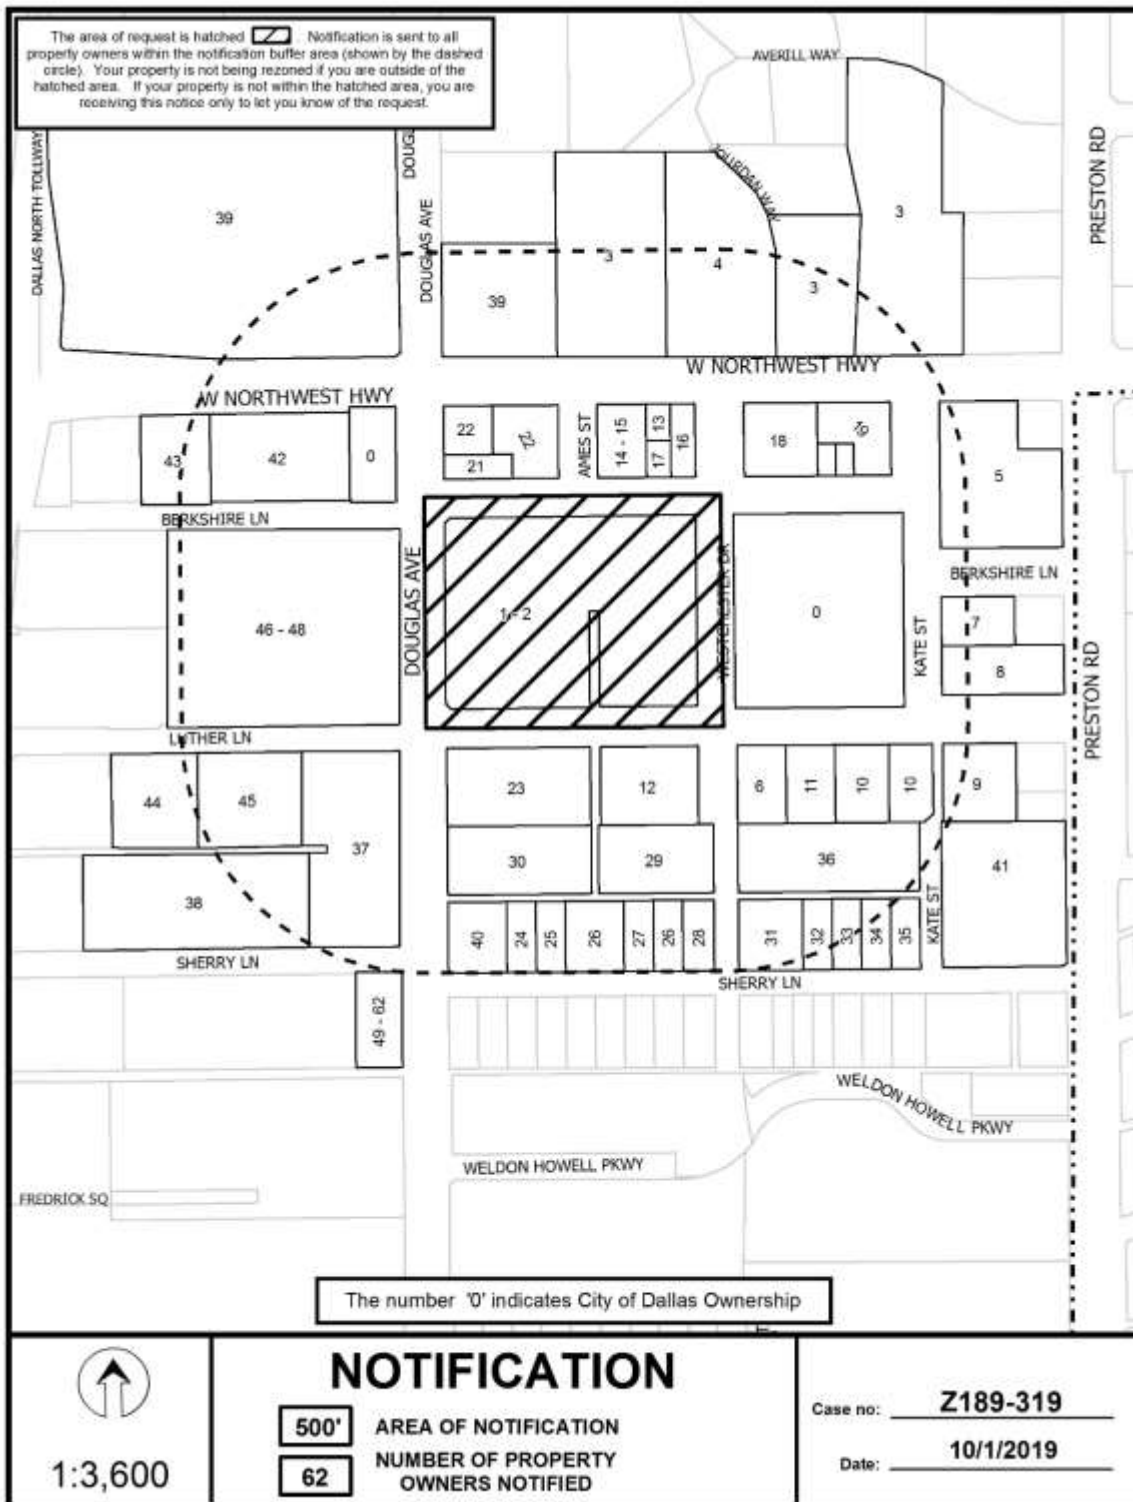 The area of request is hatched . Notification is sent to all
property owners within the notification buffer area (shown by the dashed
circle). Your property is not being rezoned if you are outside of the
hatched area. If your property is not within the hatched area, you are
receiving this notice only to let you know of the request.
AVERILL WAY
DALLAS NORTH TOLLWAY
DOUGLAS AVE
JOURDAN WAY
PRESTON RD
39
3
4
3
3
39
W NORTHWEST HWY
W NORTHWEST HWY
43
42
0
22
22
21
AMES ST
14 - 15
13
17
16
18
19
5
BERKSHIRE LN
BERKSHIRE LN
DOUGLAS AVE
46 - 48
1 - 2
WESTCHESTER DR
0
KATE ST
7
8
PRESTON RD
LUTHER LN
44
45
37
38
23
12
6
11
10
10
9
30
29
36
41
KATE ST
40
24
25
26
27
26
28
31
32
33
34
35
SHERRY LN
SHERRY LN
49 - 62
WELDON HOWELL PKWY
WELDON HOWELL PKWY
FREDRICK SQ
The number '0' indicates City of Dallas Ownership
1:3,600
NOTIFICATION
500' AREA OF NOTIFICATION
62 NUMBER OF PROPERTY
OWNERS NOTIFIED
Case no: Z189-319
Date: 10/1/2019